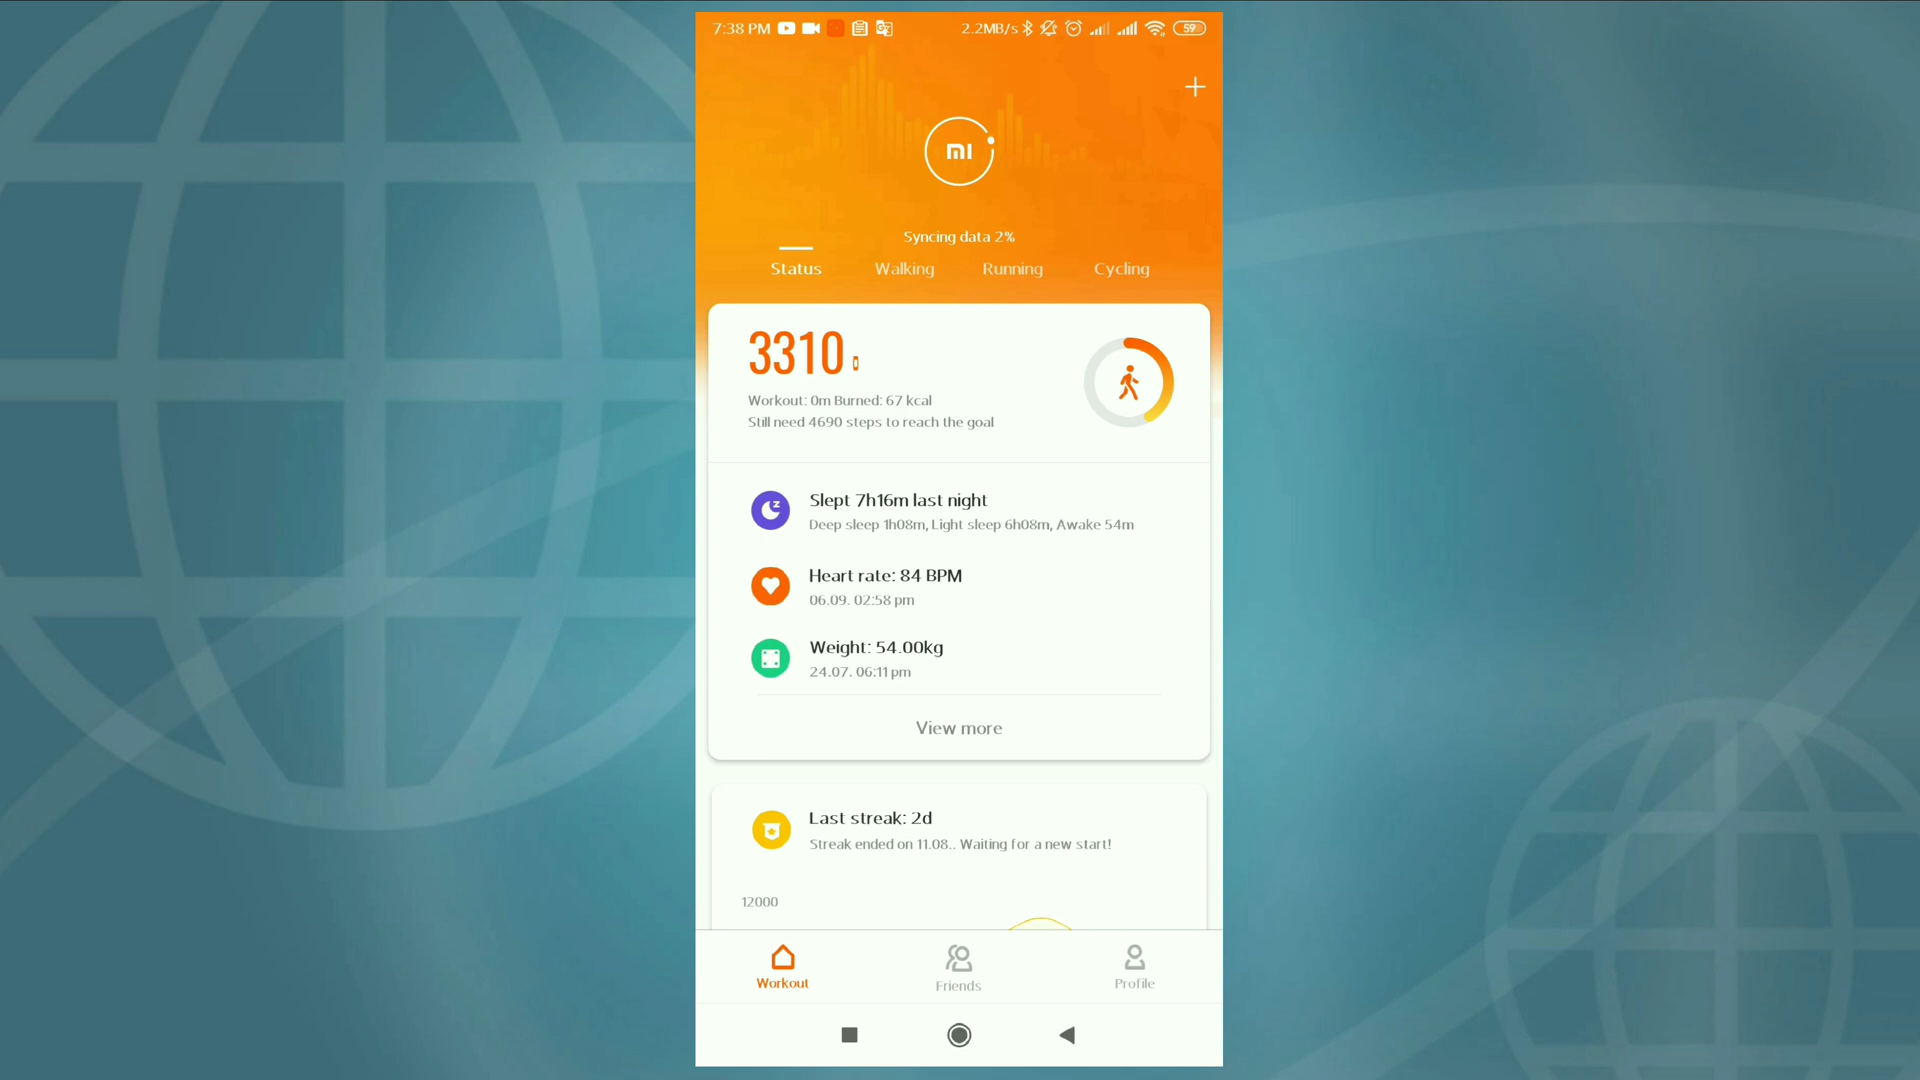 7:38 PM 2.2MB/s 59
mi
Syncing data 2%
Status Walking Running Cycling
3310
Workout: 0m Burned: 67 kcal
Still need 4690 steps to reach the goal
Slept 7h16m last night
Deep sleep 1h08m, Light sleep 6h08m, Awake 54m
Heart rate: 84 BPM
06.09. 02:58 pm
Weight: 54.00kg
24.07. 06:11 pm
View more
Last streak: 2d
Streak ended on 11.08.. Waiting for a new start!
12000
Workout Friends Profile